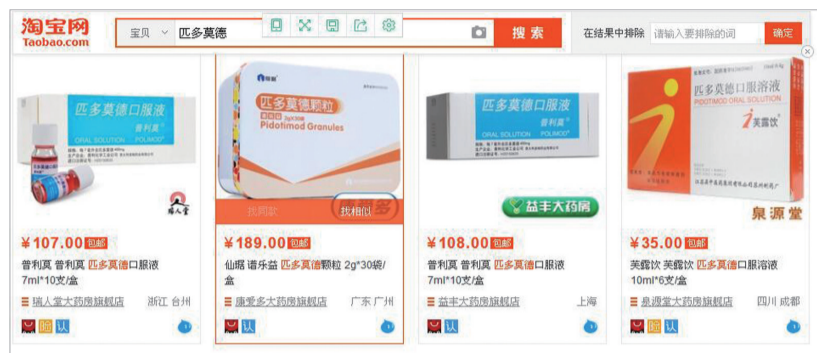 淘宝网
Taobao.com
宝贝
匹多莫德
搜索
在结果中排除
请输入要排除的词
确定
匹多莫德口服液
普利莫
ORAL SOLUTION POLIMOD
瑞人堂
¥107.00 包邮
普利莫 普利莫 匹多莫德口服液
7ml*10支/盒
瑞人堂大药房旗舰店 浙江 台州
匹多莫德颗粒
2g*30袋
Pidotimod Granules
找同款 找相似
康爱多
¥189.00 包邮
仙琚 谱乐益 匹多莫德颗粒 2g*30袋/
盒
康爱多大药房旗舰店 广东 广州
匹多莫德口服液
普利莫
ORAL SOLUTION POLIMOD
益丰大药房
¥108.00 包邮
普利莫 普利莫 匹多莫德口服液
7ml*10支/盒
益丰大药房旗舰店 上海
匹多莫德口服溶液
PIDOTIMOD ORAL SOLUTION
芙露饮
泉源堂
¥35.00 包邮
芙露饮 芙露饮 匹多莫德口服溶液
10ml*6支/盒
泉源堂大药房旗舰店 四川 成都